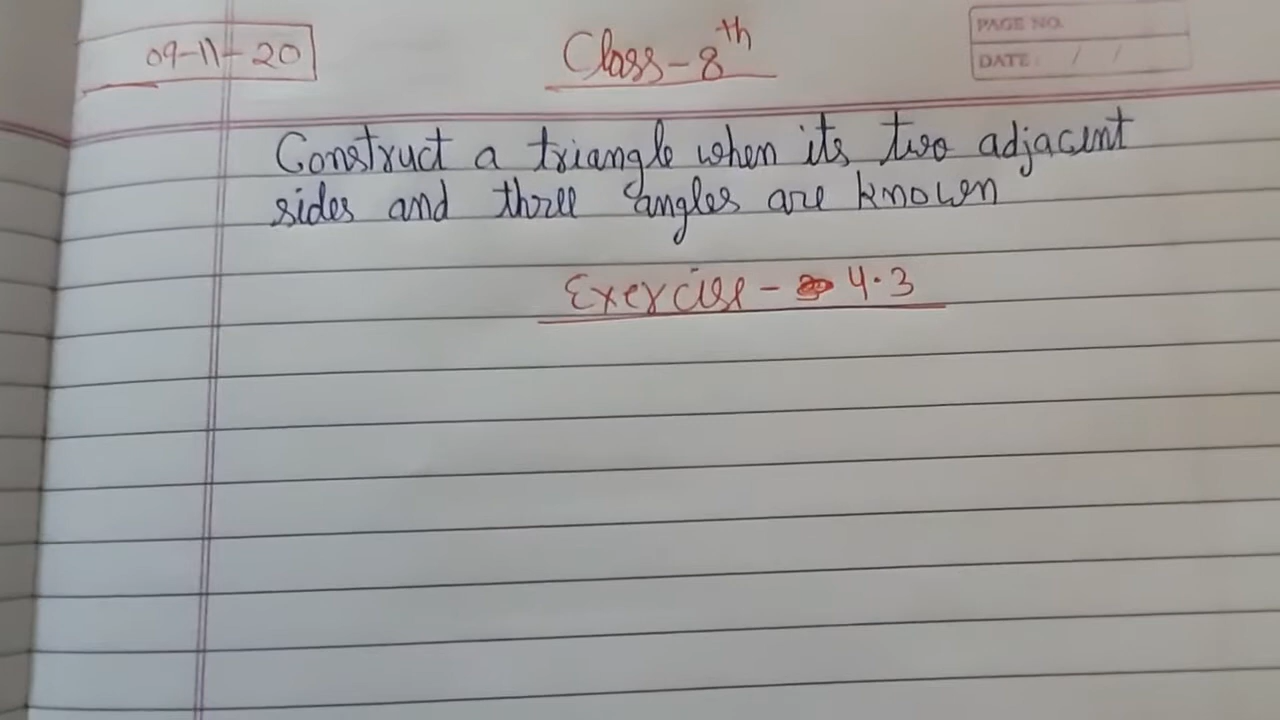 09-11-20
Class-8th
PAGE NO.
DATE: / /
Construct a triangle when its two adjacent
sides and three angles are known
Exercise - 4.3